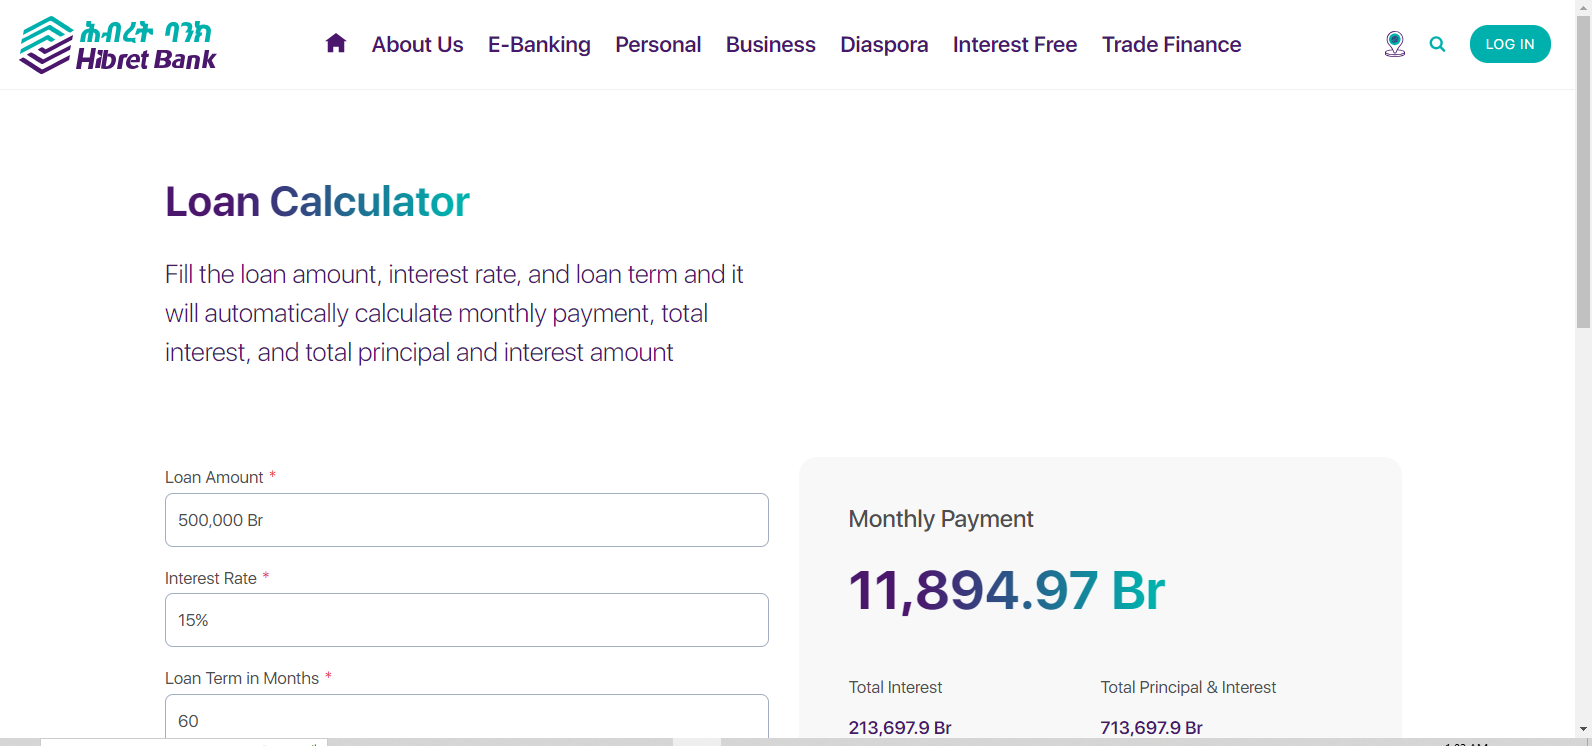 ሕብረት ባንክ
Hibret Bank
About Us E-Banking Personal Business Diaspora Interest Free Trade Finance
LOG IN
Loan Calculator
Fill the loan amount, interest rate, and loan term and it
will automatically calculate monthly payment, total
interest, and total principal and interest amount
Loan Amount *
500,000 Br
Interest Rate *
15%
Loan Term in Months *
60
Monthly Payment
11,894.97 Br
Total Interest
213,697.9 Br
Total Principal & Interest
713,697.9 Br